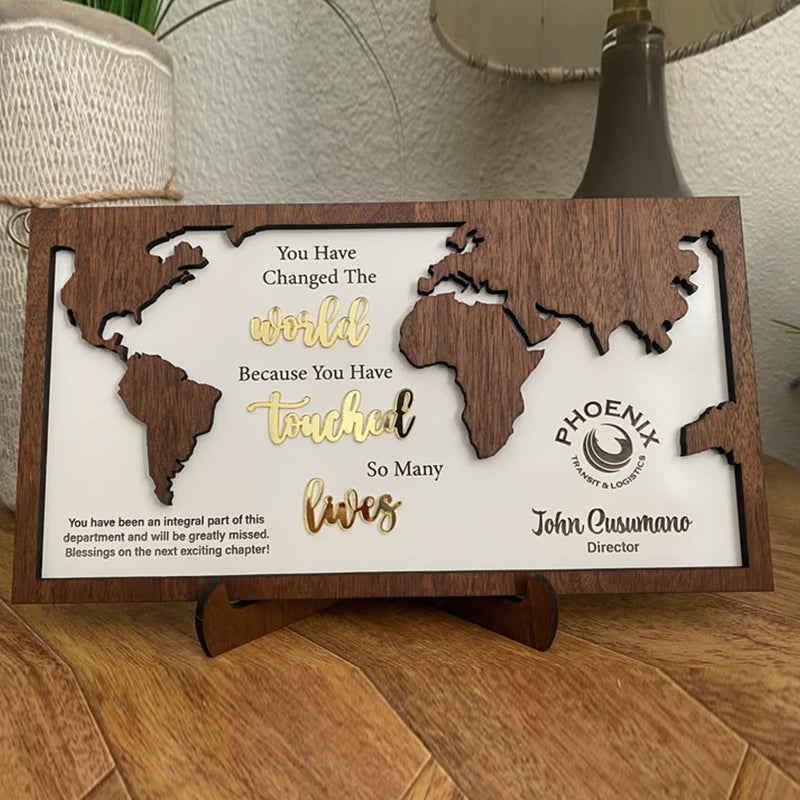 You Have
Changed The
world
Because You Have
Touched
So Many
lives
You have been an integral part of this
department and will be greatly missed.
Blessings on the next exciting chapter!
PHOENIX
TRANSIT & LOGISTICS
John Cusumano
Director